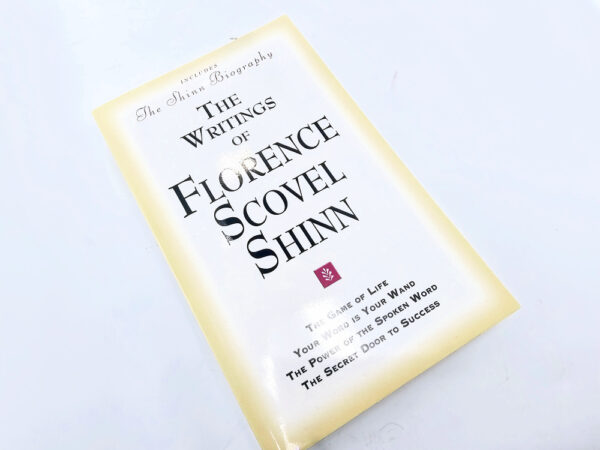 INCLUDES
The Shinn Biography
THE
WRITINGS
OF
FLORENCE
SCOVEL
SHINN
THE GAME OF LIFE
YOUR WORD IS YOUR WAND
THE POWER OF THE SPOKEN WORD
THE SECRET DOOR TO SUCCESS